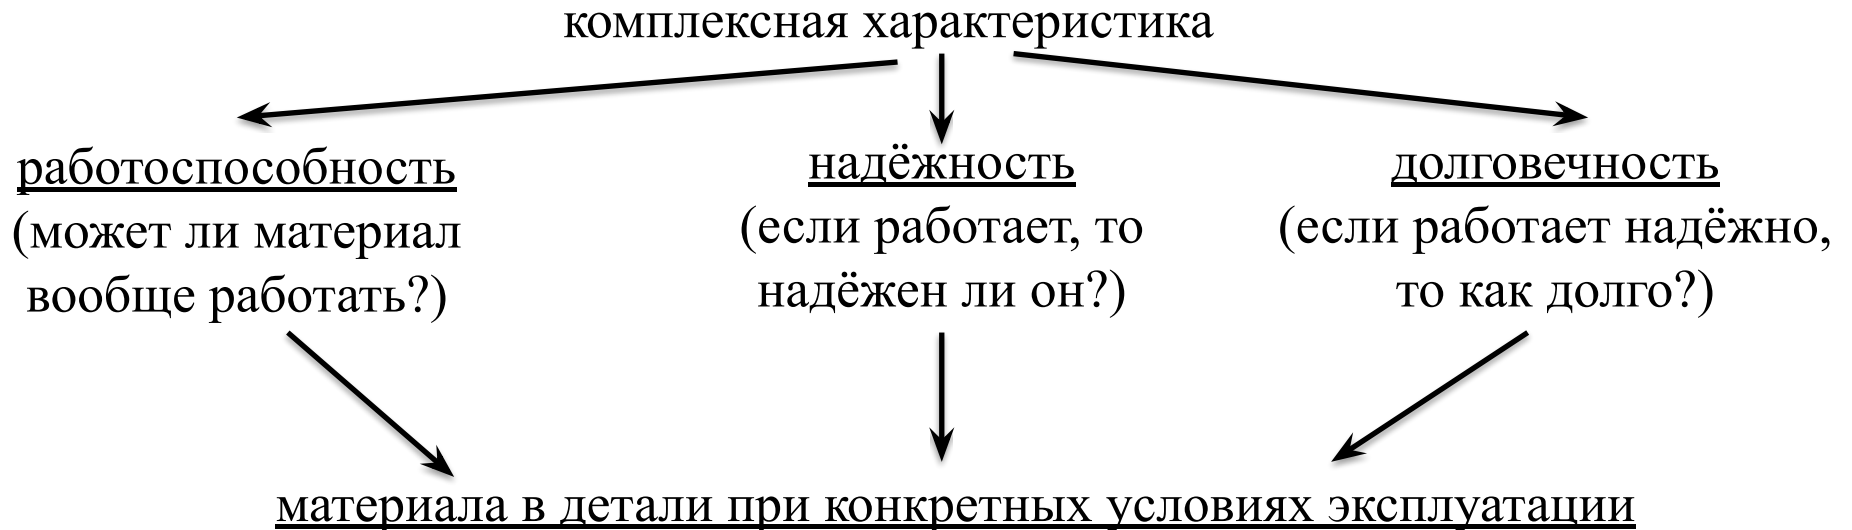 комплексная характеристика
работоспособность
(может ли материал
вообще работать?)
надёжность
(если работает, то
надёжен ли он?)
долговечность
(если работает надёжно,
то как долго?)
материала в детали при конкретных условиях эксплуатации